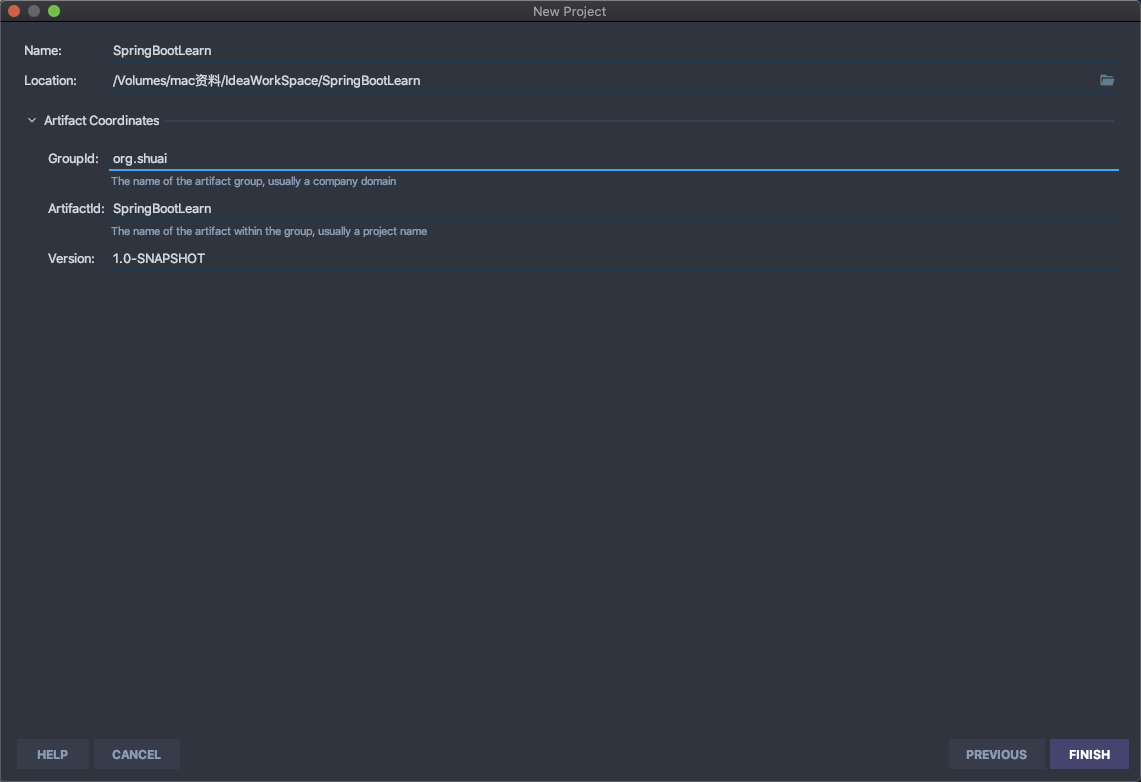 New Project
Name: SpringBootLearn
Location: /Volumes/mac资料/IdeaWorkSpace/SpringBootLearn
Artifact Coordinates
GroupId: org.shuai
The name of the artifact group, usually a company domain
ArtifactId: SpringBootLearn
The name of the artifact within the group, usually a project name
Version: 1.0-SNAPSHOT
HELP CANCEL PREVIOUS FINISH